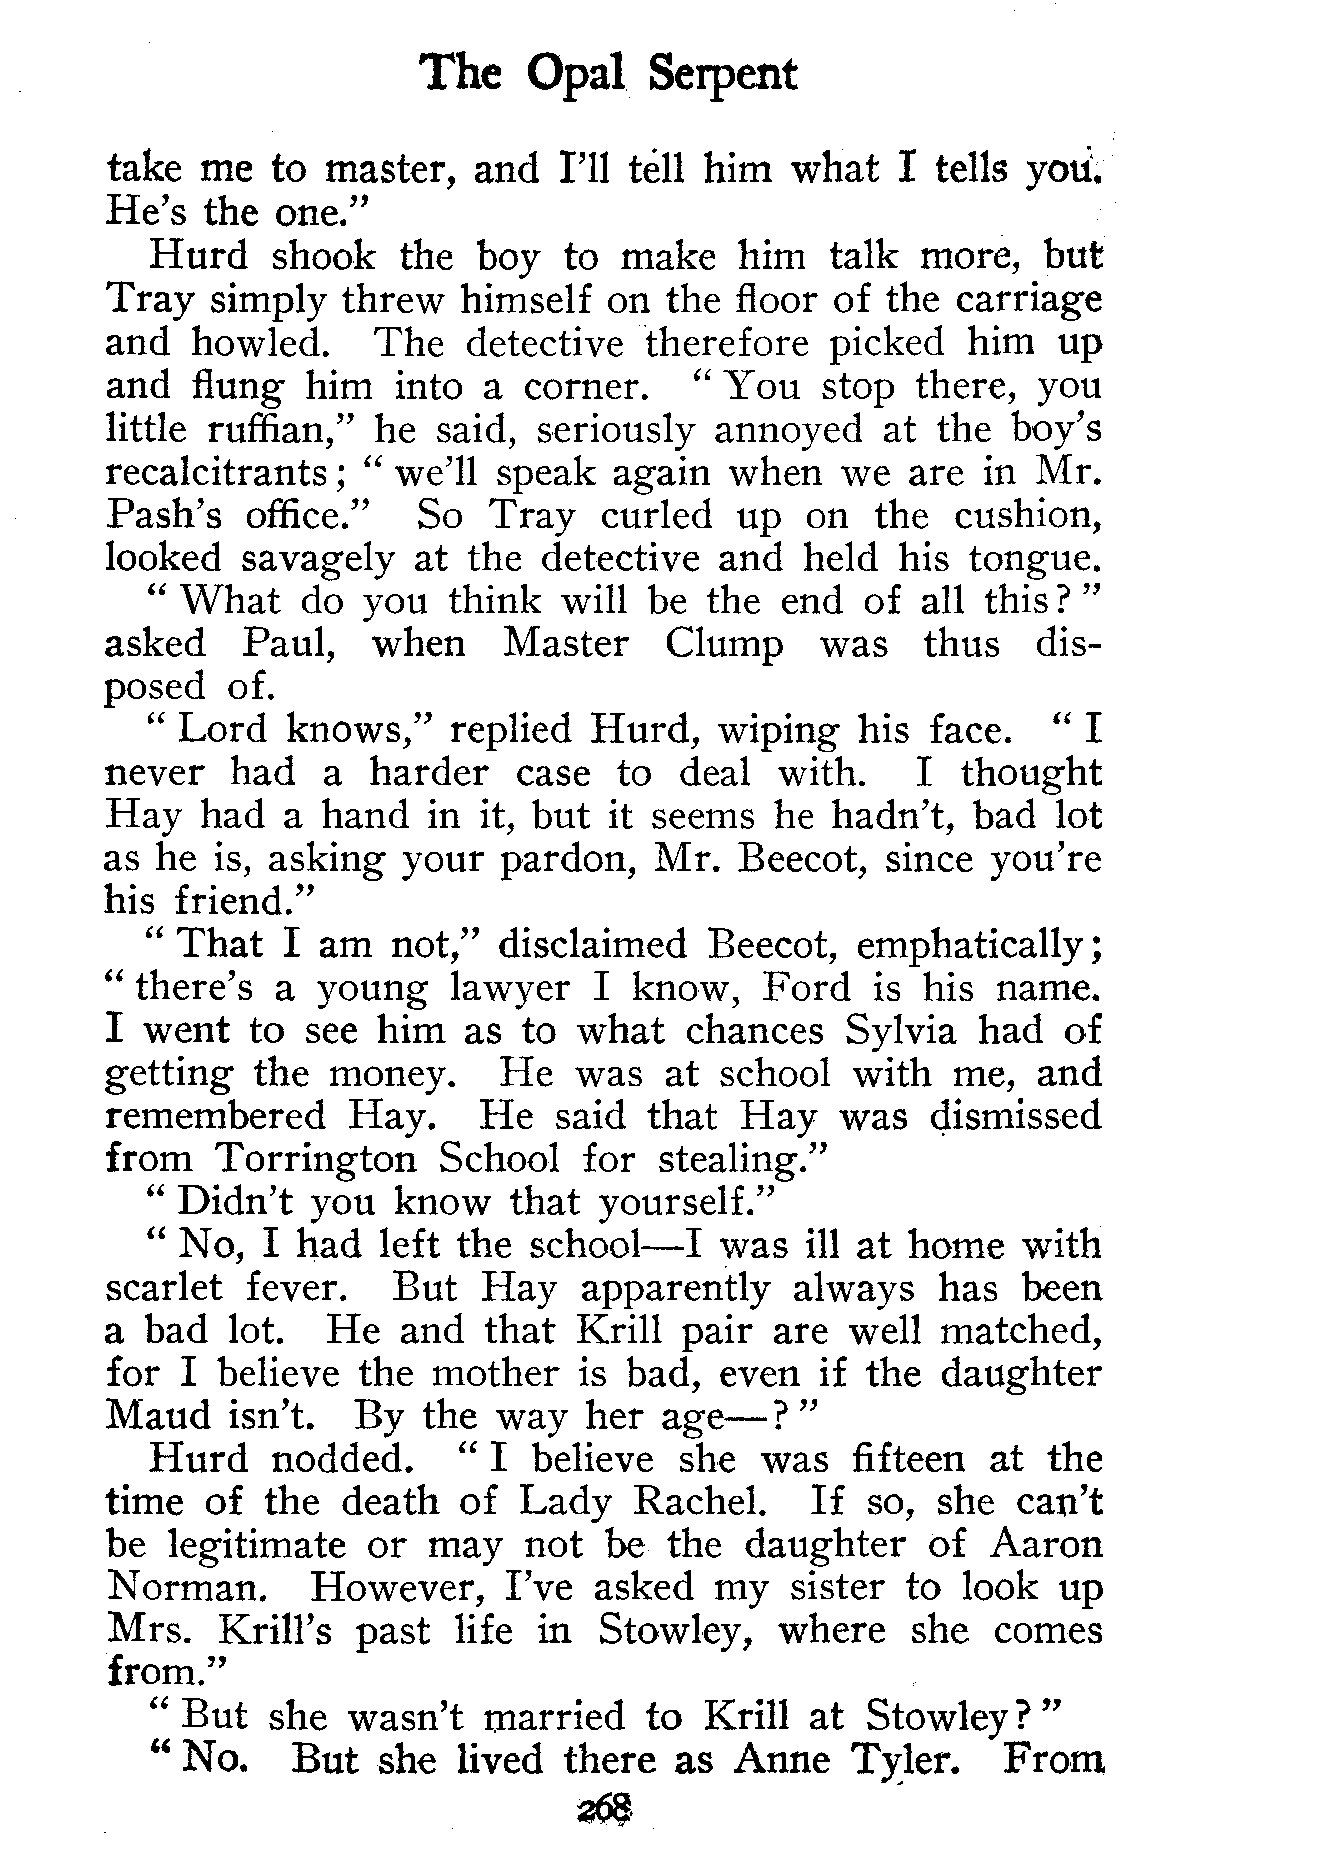 The Opal Serpent
take me to master, and I'll tell him what I tells you.
He's the one."
Hurd shook the boy to make him talk more, but
Tray simply threw himself on the floor of the carriage
and howled. The detective therefore picked him up
and flung him into a corner. "You stop there, you
little ruffian," he said, seriously annoyed at the boy's
recalcitrants; "we'll speak again when we are in Mr.
Pash's office." So Tray curled up on the cushion,
looked savagely at the detective and held his tongue.
"What do you think will be the end of all this?"
asked Paul, when Master Clump was thus dis-
posed of.
"Lord knows," replied Hurd, wiping his face. "I
never had a harder case to deal with. I thought
Hay had a hand in it, but it seems he hadn't, bad lot
as he is, asking your pardon, Mr. Beecot, since you're
his friend."
"That I am not," disclaimed Beecot, emphatically;
"there's a young lawyer I know, Ford is his name.
I went to see him as to what chances Sylvia had of
getting the money. He was at school with me, and
remembered Hay. He said that Hay was dismissed
from Torrington School for stealing."
"Didn't you know that yourself."
"No, I had left the school—I was ill at home with
scarlet fever. But Hay apparently always has been
a bad lot. He and that Krill pair are well matched,
for I believe the mother is bad, even if the daughter
Maud isn't. By the way her age—?"
Hurd nodded. "I believe she was fifteen at the
time of the death of Lady Rachel. If so, she can't
be legitimate or may not be the daughter of Aaron
Norman. However, I've asked my sister to look up
Mrs. Krill's past life in Stowley, where she comes
from."
"But she wasn't married to Krill at Stowley?"
"No. But she lived there as Anne Tyler. From
268